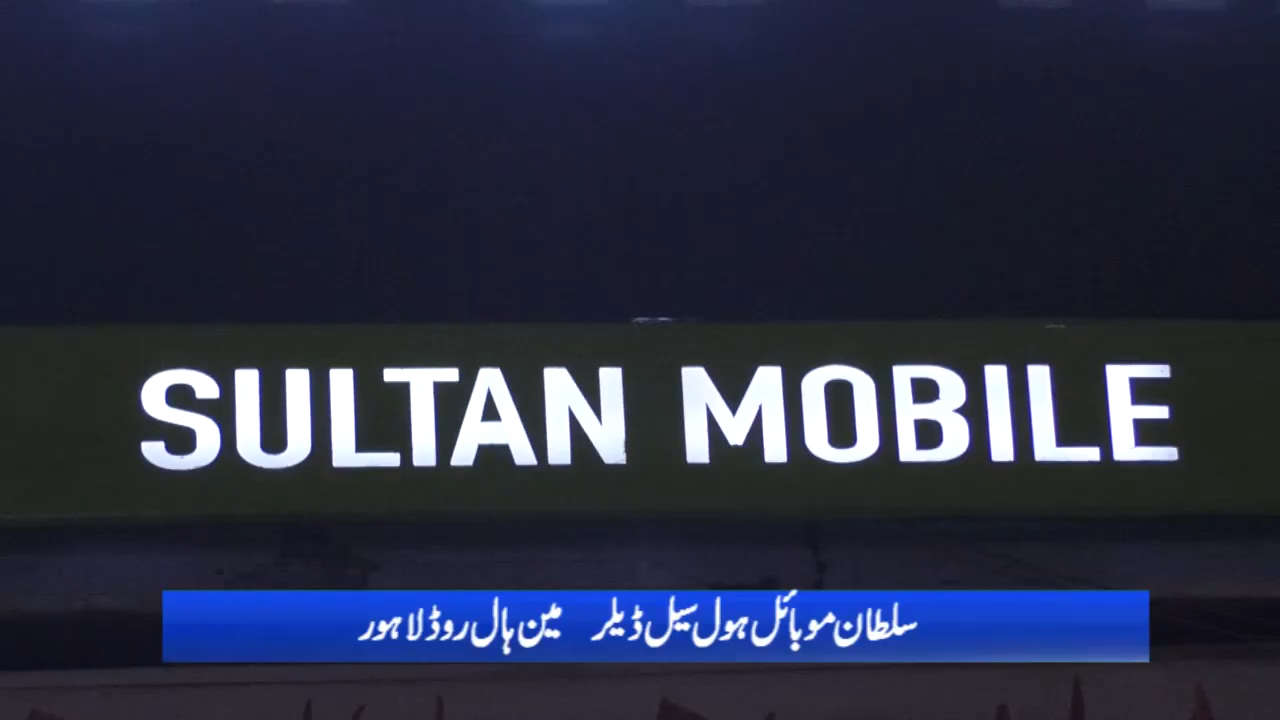 SULTAN MOBILE
سلطان موبائل ہول سیل ڈیلر مین ہال روڈ لاہور